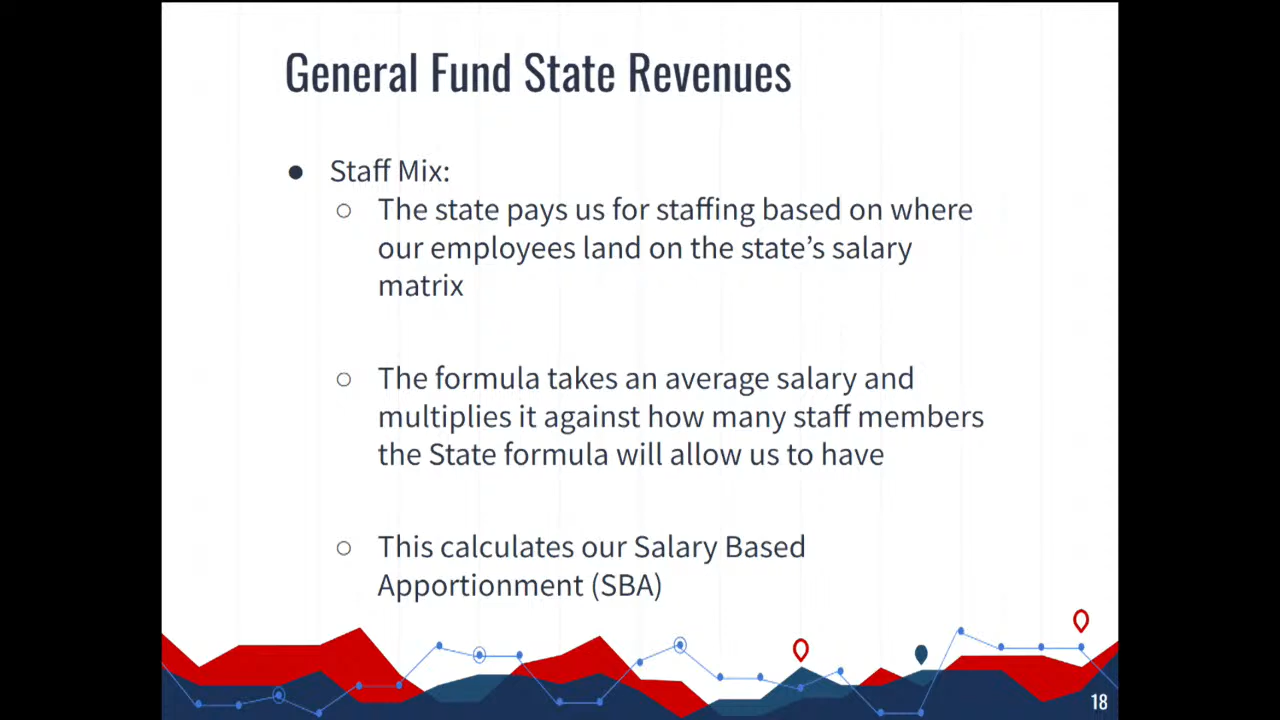 General Fund State Revenues
● Staff Mix:
○ The state pays us for staffing based on where
our employees land on the state’s salary
matrix
○ The formula takes an average salary and
multiplies it against how many staff members
the State formula will allow us to have
○ This calculates our Salary Based
Apportionment (SBA)
18